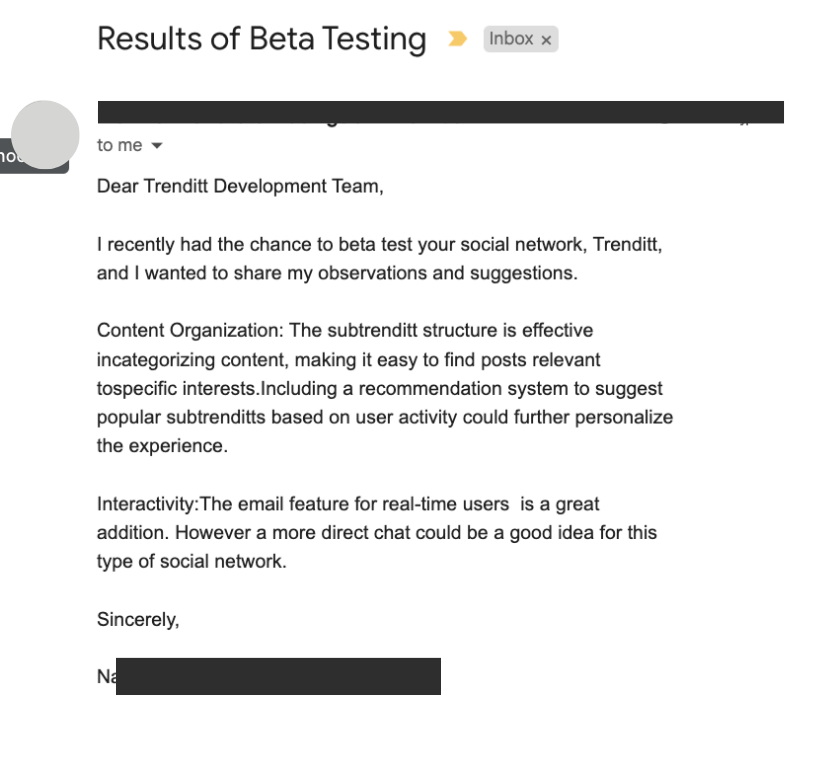 Results of Beta Testing Inbox ×
to me
Dear Trenditt Development Team,
I recently had the chance to beta test your social network, Trenditt,
and I wanted to share my observations and suggestions.
Content Organization: The subtrenditt structure is effective
incategorizing content, making it easy to find posts relevant
tospecific interests.Including a recommendation system to suggest
popular subtrenditts based on user activity could further personalize
the experience.
Interactivity:The email feature for real-time users  is a great
addition. However a more direct chat could be a good idea for this
type of social network.
Sincerely,